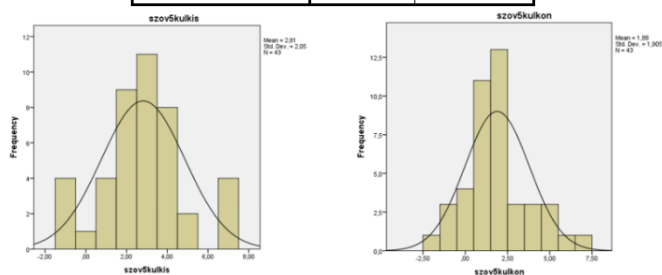 szov5kulkis
Mean = 2,81
Std. Dev. = 2,05
N = 43
12
10
8
6
4
2
0
Frequency
-2,00 ,00 2,00 4,00 6,00 8,00
szov5kulkis
szov5kulkon
Mean = 1,88
Std. Dev. = 1,905
N = 43
12,5
10,0
7,5
5,0
2,5
0,0
Frequency
-2,50 ,00 2,50 5,00 7,50
szov5kulkon